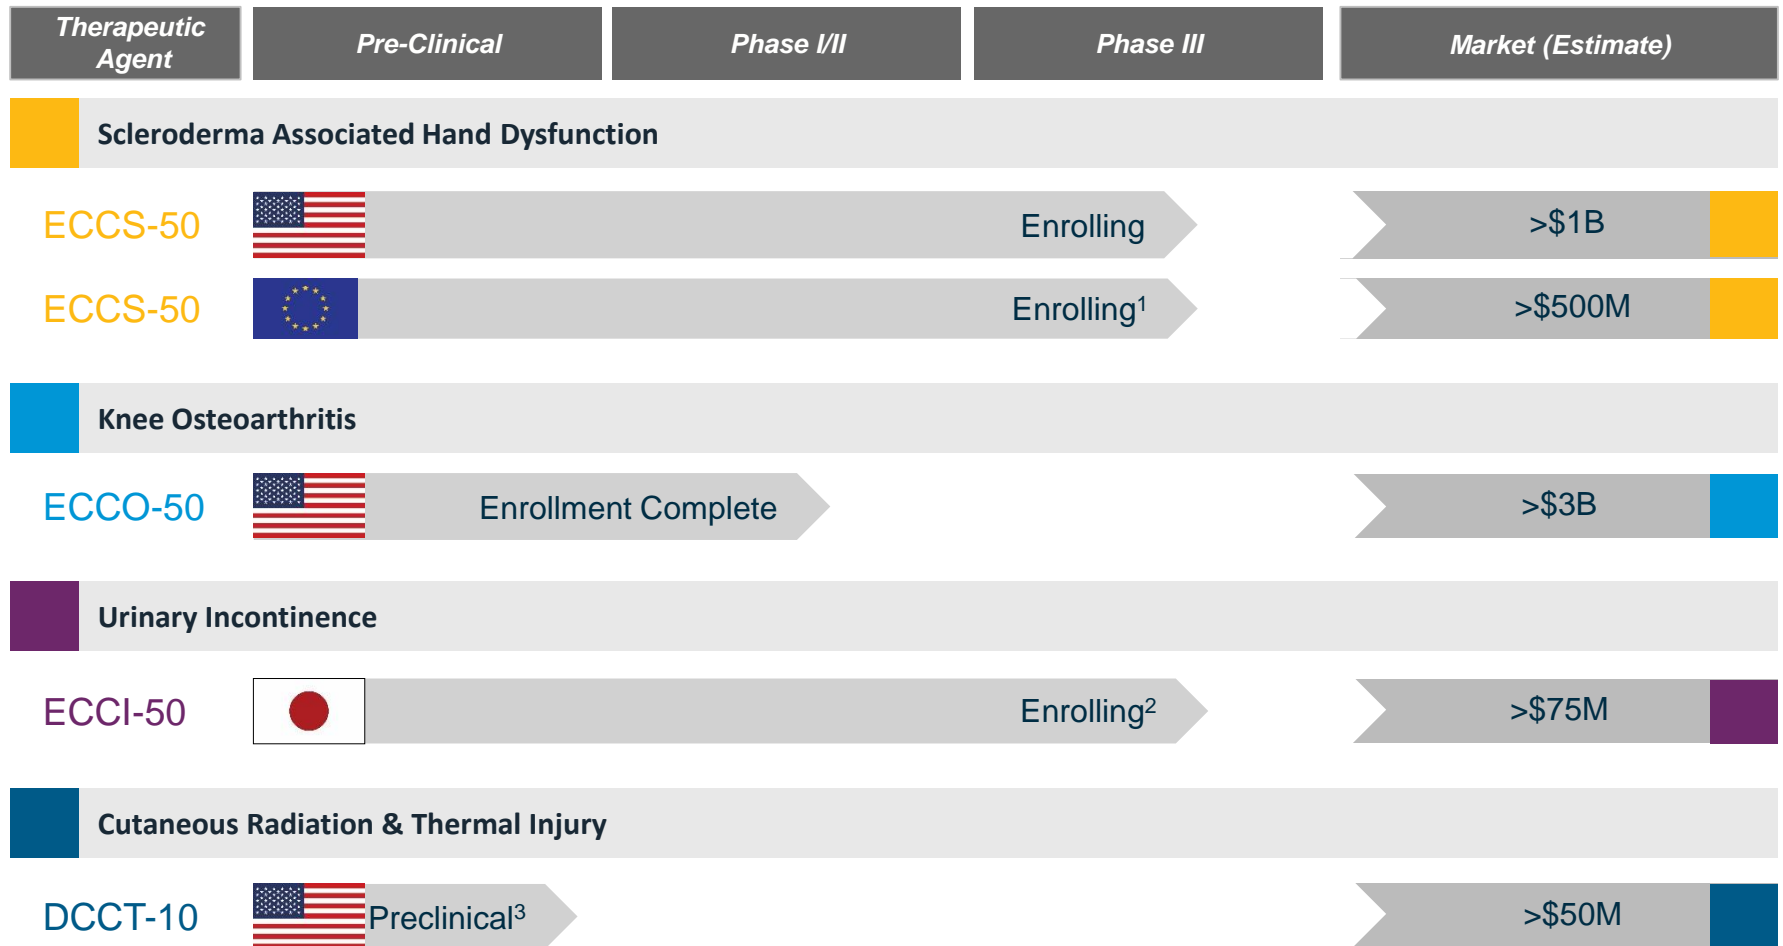 Therapeutic
Agent
Pre-Clinical
Phase I/II
Phase III
Market (Estimate)
Scleroderma Associated Hand Dysfunction
ECCS-50
Enrolling
>$1B
ECCS-50
Enrolling¹
>$500M
Knee Osteoarthritis
ECCO-50
Enrollment Complete
>$3B
Urinary Incontinence
ECCI-50
Enrolling²
>$75M
Cutaneous Radiation & Thermal Injury
DCCT-10
Preclinical³
>$50M